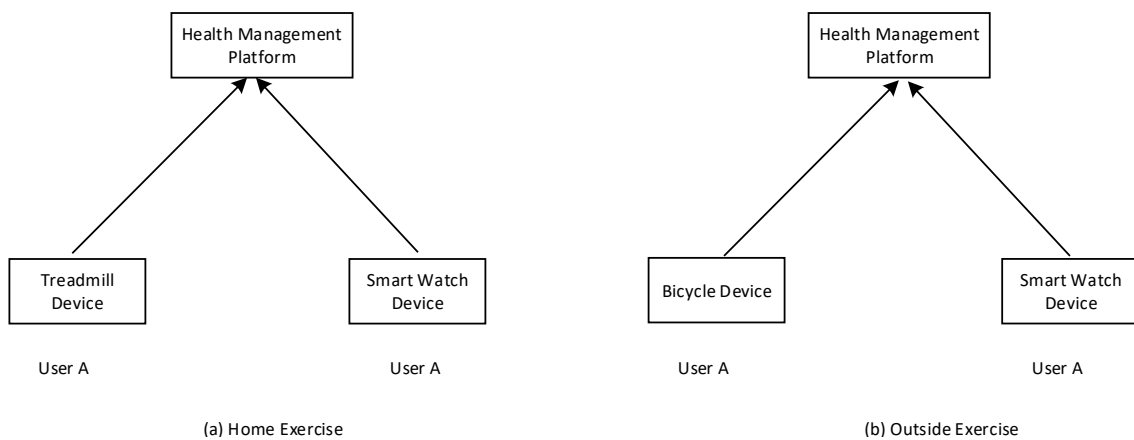 Health Management
Platform
Treadmill
Device
Smart Watch
Device
User A
User A
(a) Home Exercise
Health Management
Platform
Bicycle Device
Smart Watch
Device
User A
User A
(b) Outside Exercise